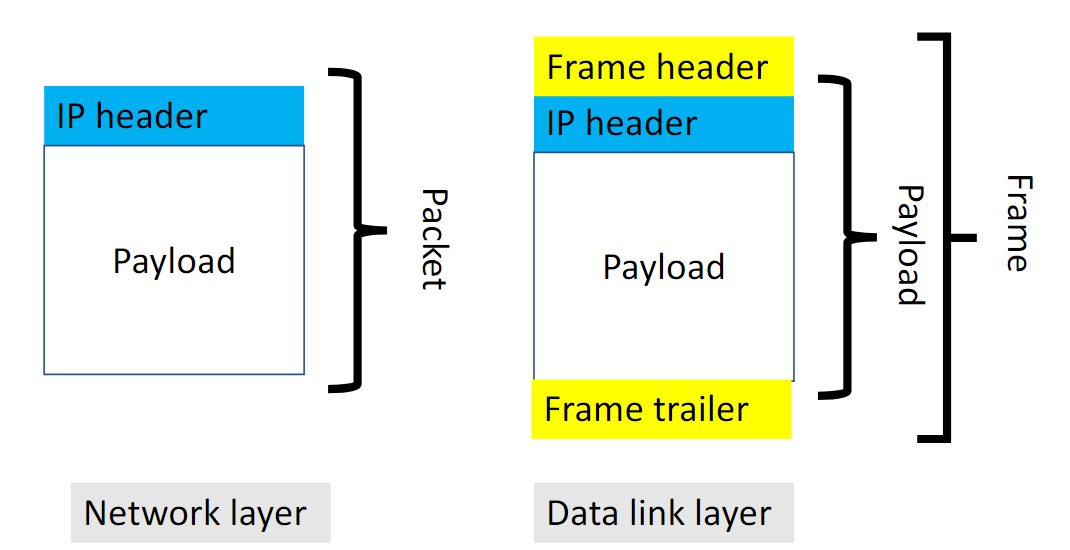 IP header
Payload
Packet
Network layer
Frame header
IP header
Payload
Frame trailer
Payload
Frame
Data link layer